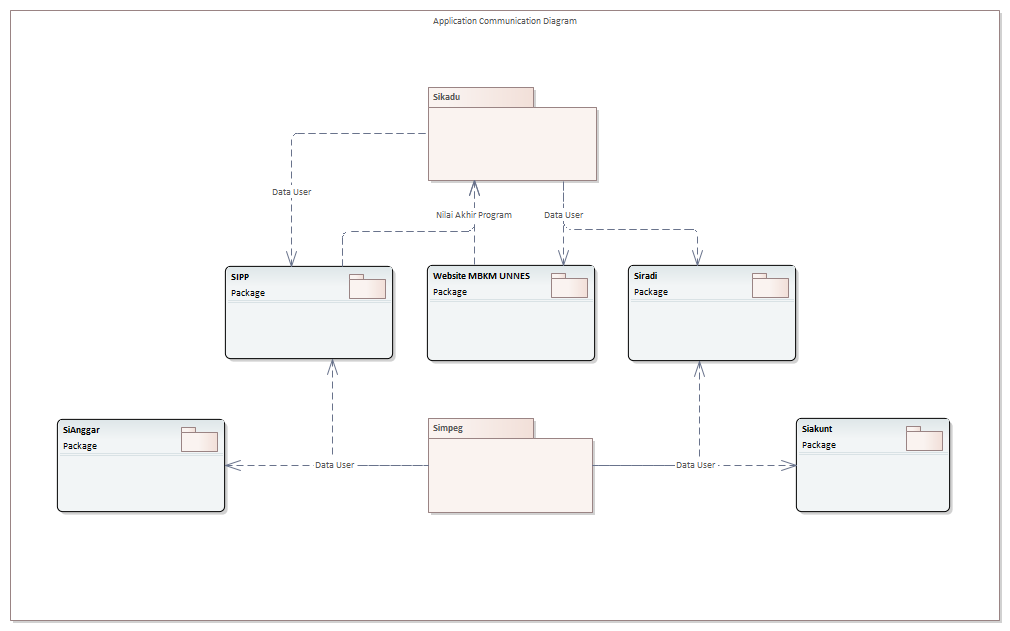 Application Communication Diagram
Sikadu
Data User
Nilai Akhir Program
Data User
SIPP
Package
Website MBKM UNNES
Package
Siradi
Package
SiAnggar
Package
Simpeg
Siakunt
Package
Data User
Data User